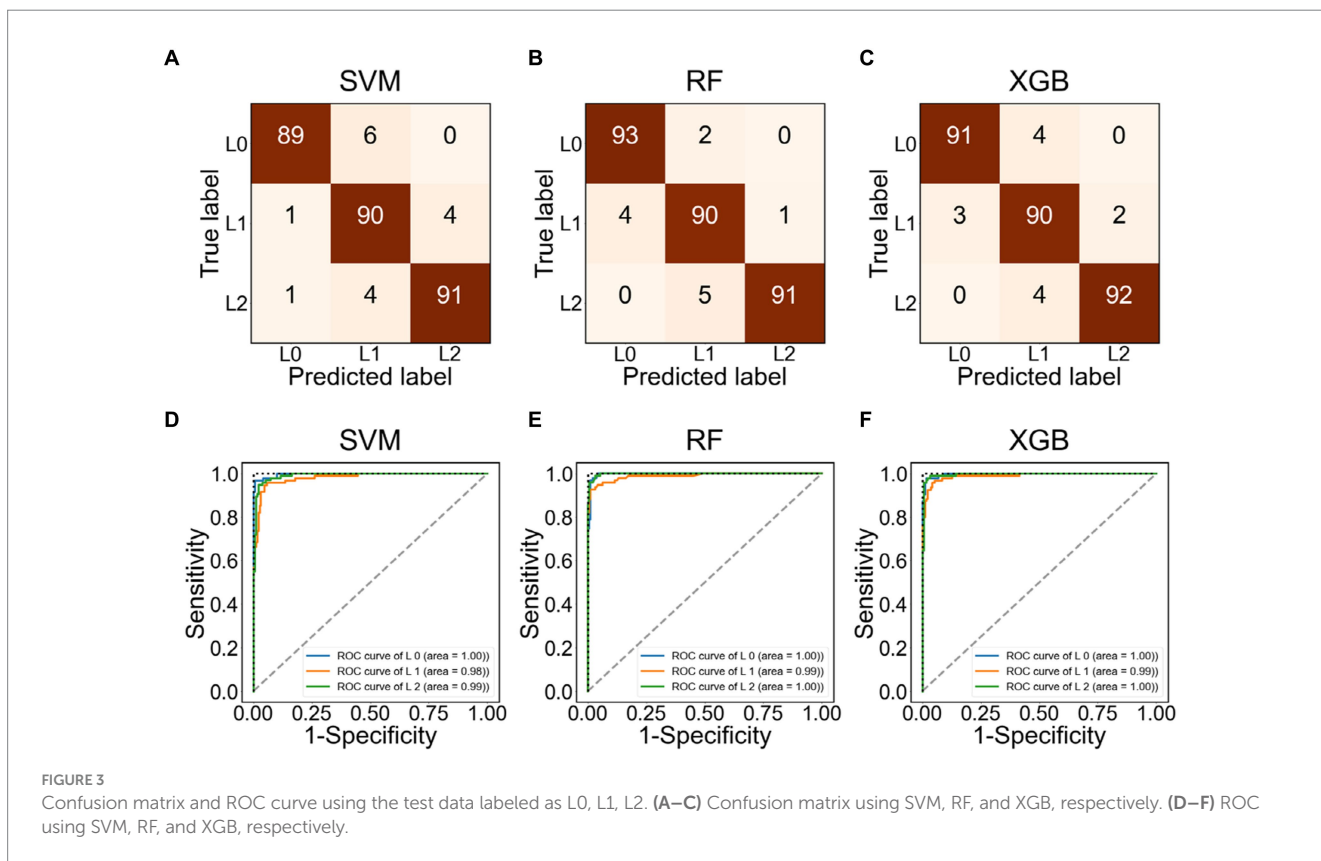 A
B
C
SVM
RF
XGB
True label
L0
89
6
0
L1
1
90
4
L2
1
4
91
L0
L1
L2
Predicted label
True label
L0
93
2
0
L1
4
90
1
L2
0
5
91
L0
L1
L2
Predicted label
True label
L0
91
4
0
L1
3
90
2
L2
0
4
92
L0
L1
L2
Predicted label
D
E
F
SVM
RF
XGB
Sensitivity
1.0
0.8
0.6
0.4
0.2
0.0
ROC curve of L 0 (area = 1.00))
ROC curve of L 1 (area = 0.98))
ROC curve of L 2 (area = 0.99))
0.00 0.25 0.50 0.75 1.00
1-Specificity
Sensitivity
1.0
0.8
0.6
0.4
0.2
0.0
ROC curve of L 0 (area = 1.00))
ROC curve of L 1 (area = 0.99))
ROC curve of L 2 (area = 1.00))
0.00 0.25 0.50 0.75 1.00
1-Specificity
Sensitivity
1.0
0.8
0.6
0.4
0.2
0.0
ROC curve of L 0 (area = 1.00))
ROC curve of L 1 (area = 0.99))
ROC curve of L 2 (area = 1.00))
0.00 0.25 0.50 0.75 1.00
1-Specificity
FIGURE 3
Confusion matrix and ROC curve using the test data labeled as L0, L1, L2. (A–C) Confusion matrix using SVM, RF, and XGB, respectively. (D–F) ROC
using SVM, RF, and XGB, respectively.